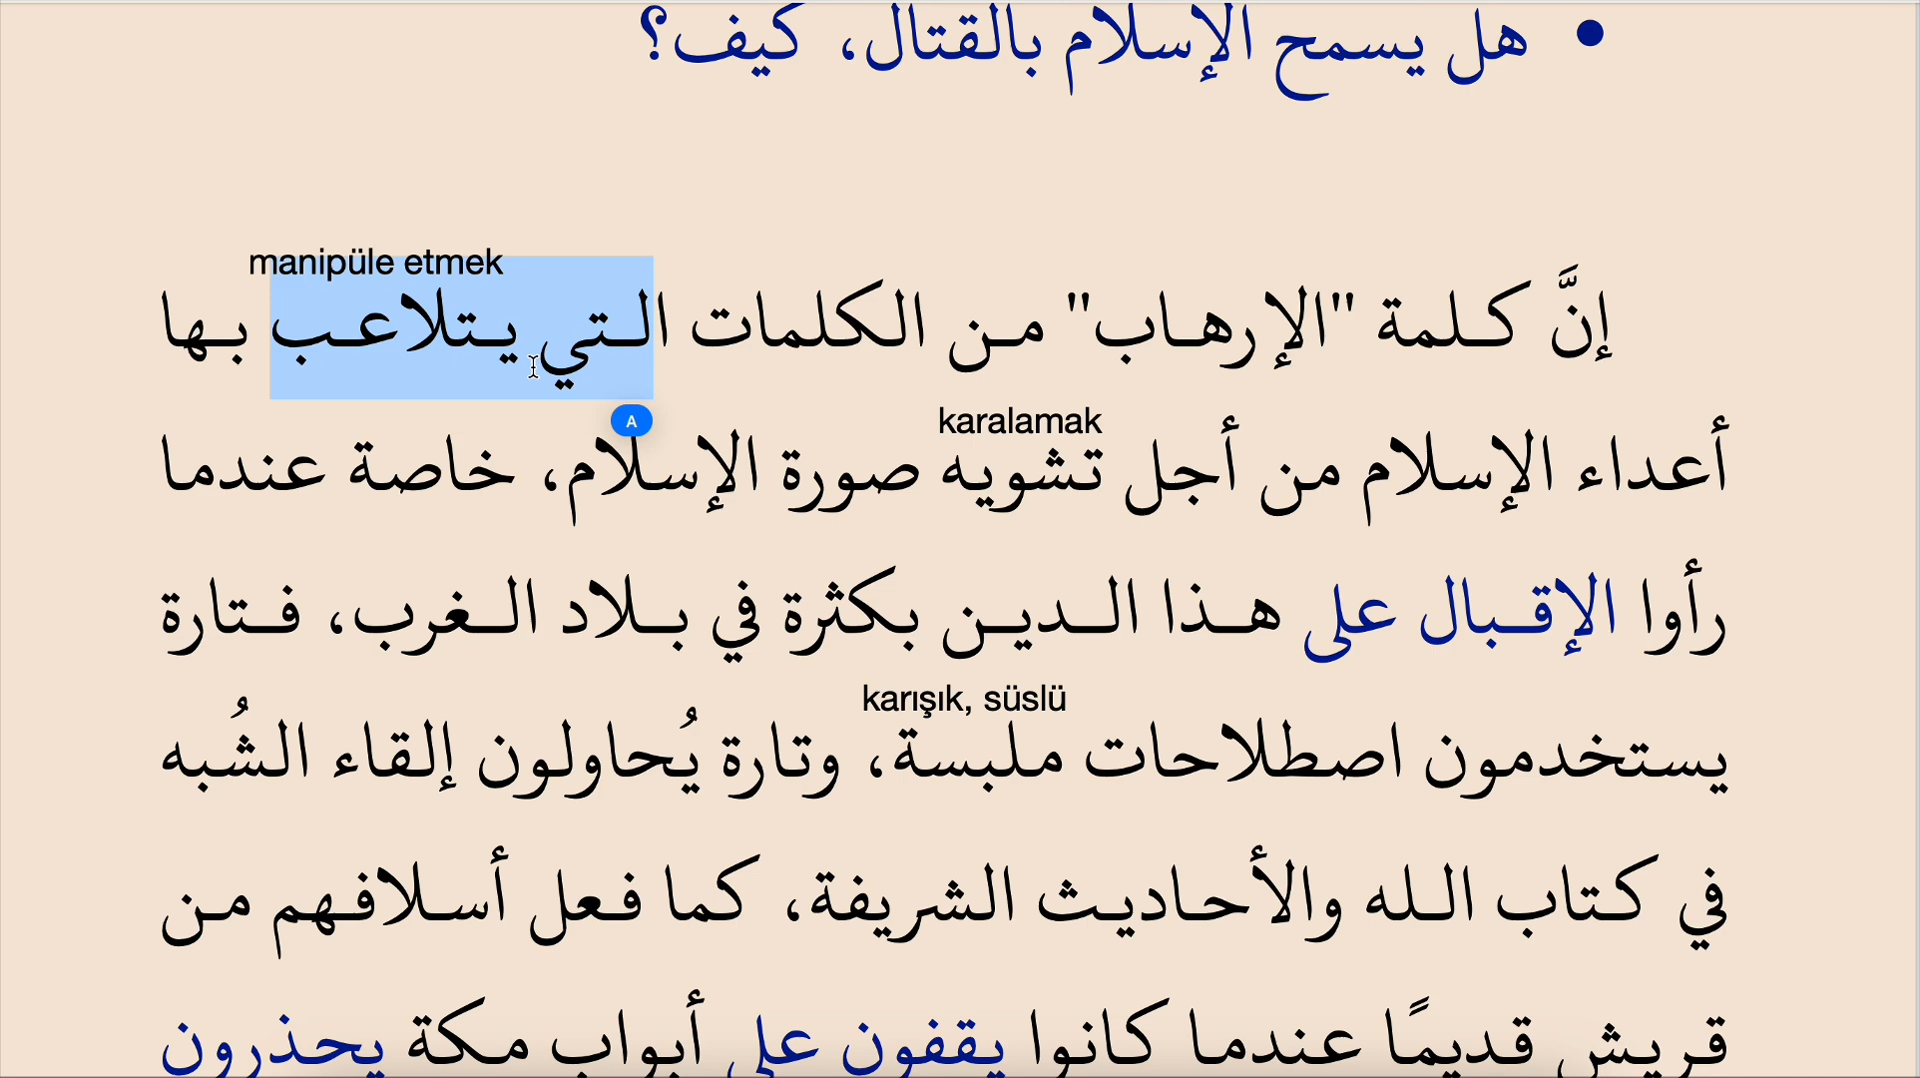 هل يسمح الإسلام بالقتال، كيف؟
manipüle etmek
إنَّ كلمة "الإرهاب" من الكلمات التي يتلاعب بها
A
karalamak
أعداء الإسلام من أجل تشويه صورة الإسلام، خاصة عندما
رأوا الإقبال على هذا الدين بكثرة في بلاد الغرب، فتارة
karışık, süslü
يستخدمون اصطلاحات ملبسة، وتارة يُحاولون إلقاء الشُبه
في كتاب الله والأحاديث الشريفة، كما فعل أسلافهم من
قريش قديمًا عندما كانوا يقفون على أبواب مكة يحذرون